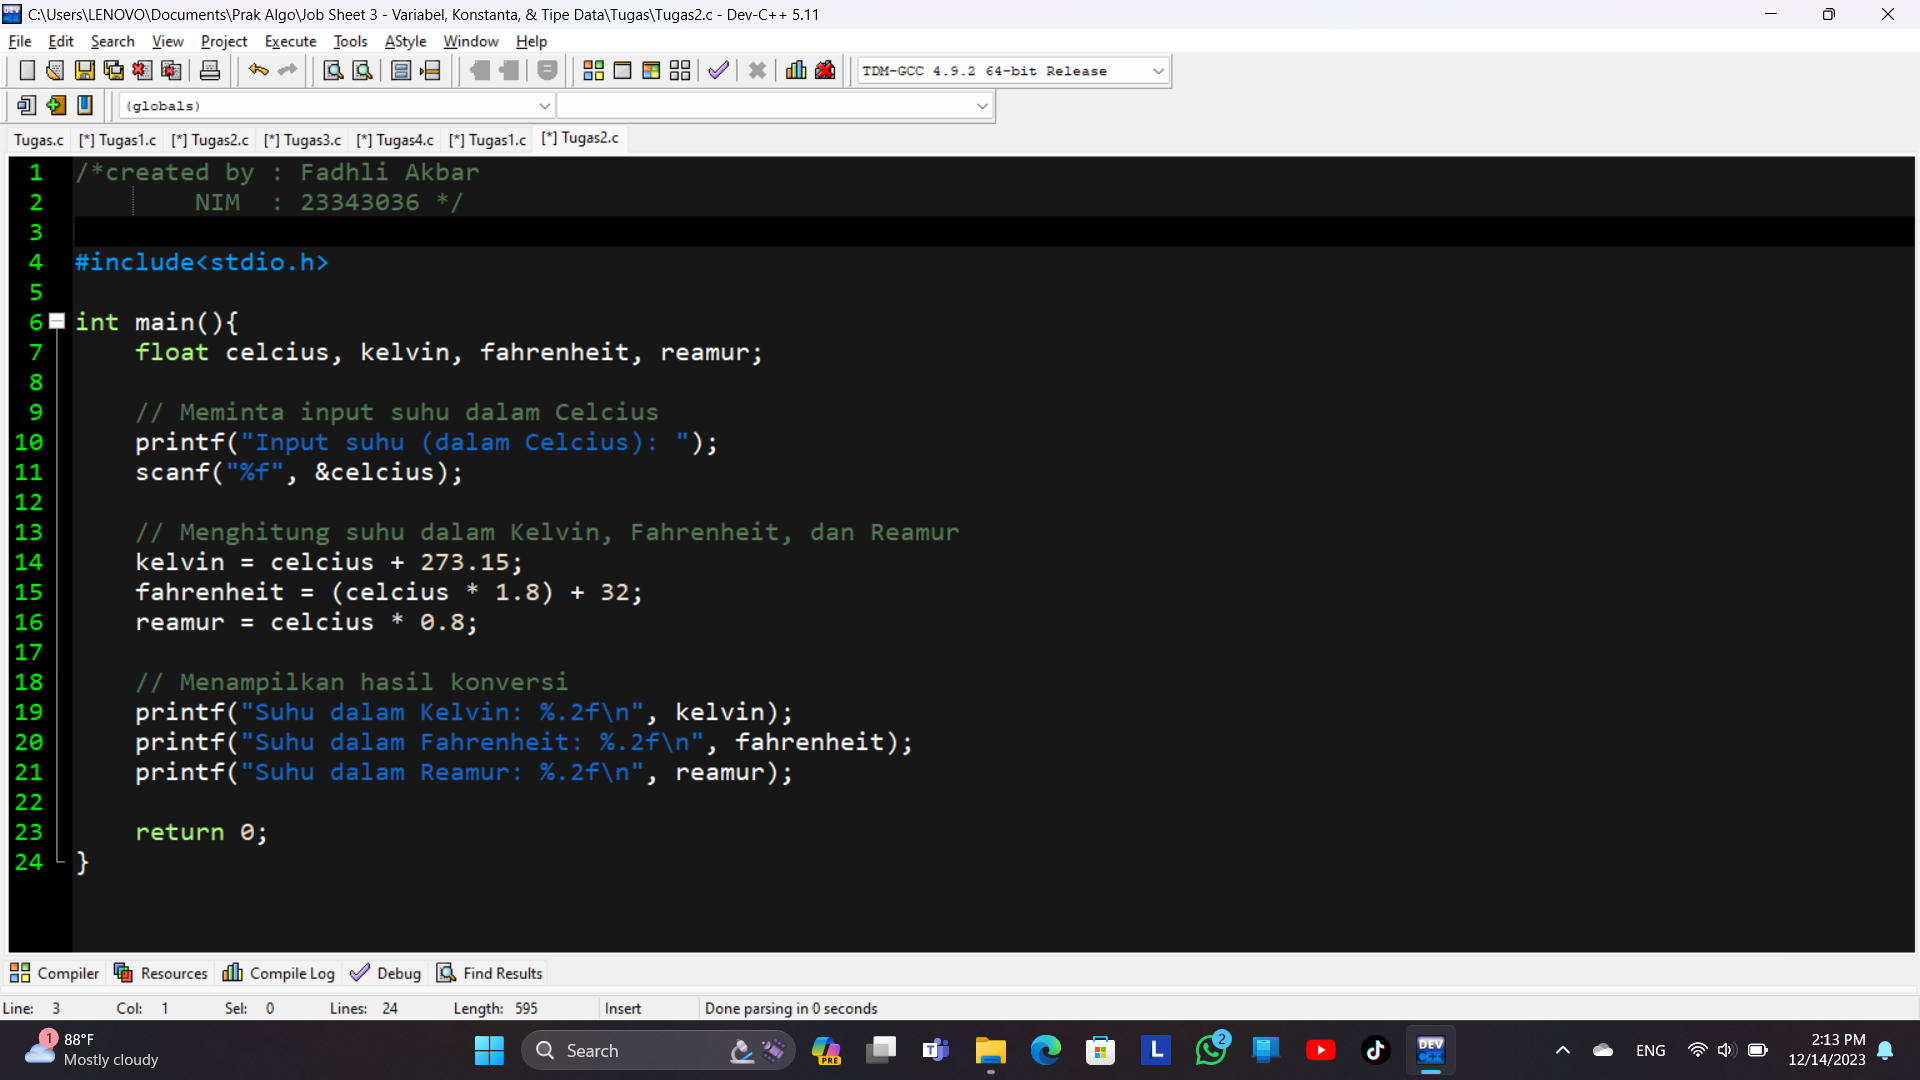 C:\Users\LENOVO\Documents\Prak Algo\Job Sheet 3 - Variabel, Konstanta, & Tipe Data\Tugas\Tugas2.c - Dev-C++ 5.11
File Edit Search View Project Execute Tools AStyle Window Help
TDM-GCC 4.9.2 64-bit Release
(globals)
Tugas.c [*] Tugas1.c [*] Tugas2.c [*] Tugas3.c [*] Tugas4.c [*] Tugas1.c [*] Tugas2.c
1 /*created by : Fadhli Akbar
2 NIM : 23343036 */
3
4 #include<stdio.h>
5
6 int main(){
7 float celcius, kelvin, fahrenheit, reamur;
8
9 // Meminta input suhu dalam Celcius
10 printf("Input suhu (dalam Celcius): ");
11 scanf("%f", &celcius);
12
13 // Menghitung suhu dalam Kelvin, Fahrenheit, dan Reamur
14 kelvin = celcius + 273.15;
15 fahrenheit = (celcius * 1.8) + 32;
16 reamur = celcius * 0.8;
17
18 // Menampilkan hasil konversi
19 printf("Suhu dalam Kelvin: %.2f\n", kelvin);
20 printf("Suhu dalam Fahrenheit: %.2f\n", fahrenheit);
21 printf("Suhu dalam Reamur: %.2f\n", reamur);
22
23 return 0;
24 }
Compiler Resources Compile Log Debug Find Results
Line: 3 Col: 1 Sel: 0 Lines: 24 Length: 595 Insert Done parsing in 0 seconds
1 88°F
Mostly cloudy
Search
PRE
T
L
2
DEV C++
ENG
2:13 PM
12/14/2023